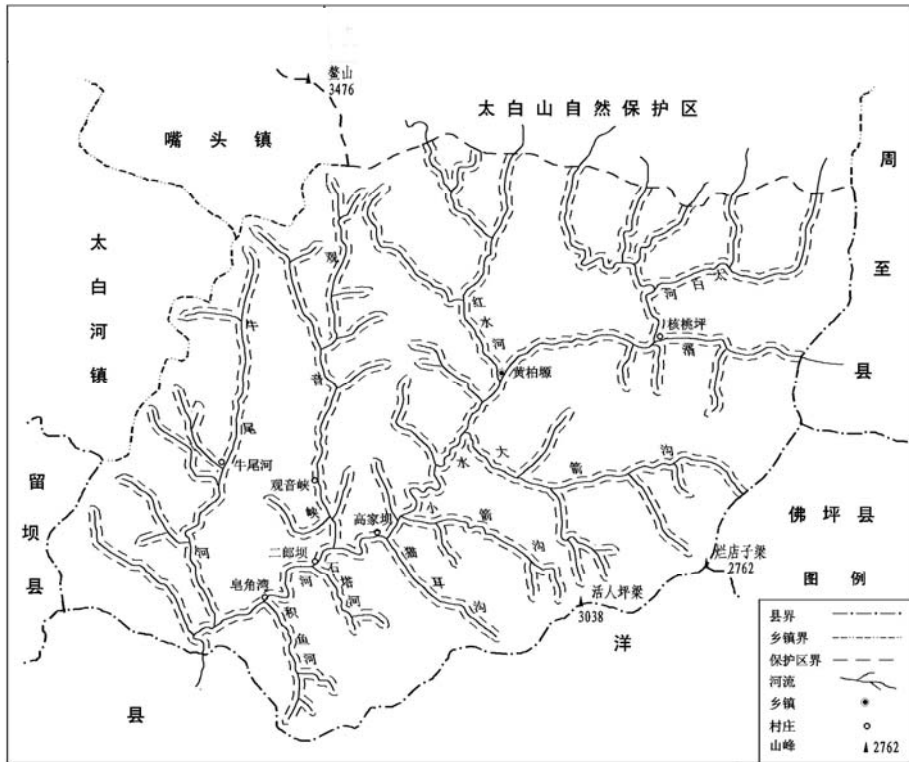 鳌山
3476
太白山自然保护区
嘴头镇
周至县
太白河镇
观音峡
红水河
太白河
牛尾河
核桃坪
湑水河
黄柏塬
大箭沟
牛尾河
观音峡
留坝县
高家坝
小箭沟
佛坪县
二郎坝
石塔河
猫耳沟
烂店子梁
2762
皂角湾
积鱼河
活人坪梁
3038
洋县
图例
县界
乡镇界
保护区界
河流
乡镇
村庄
山峰
2762